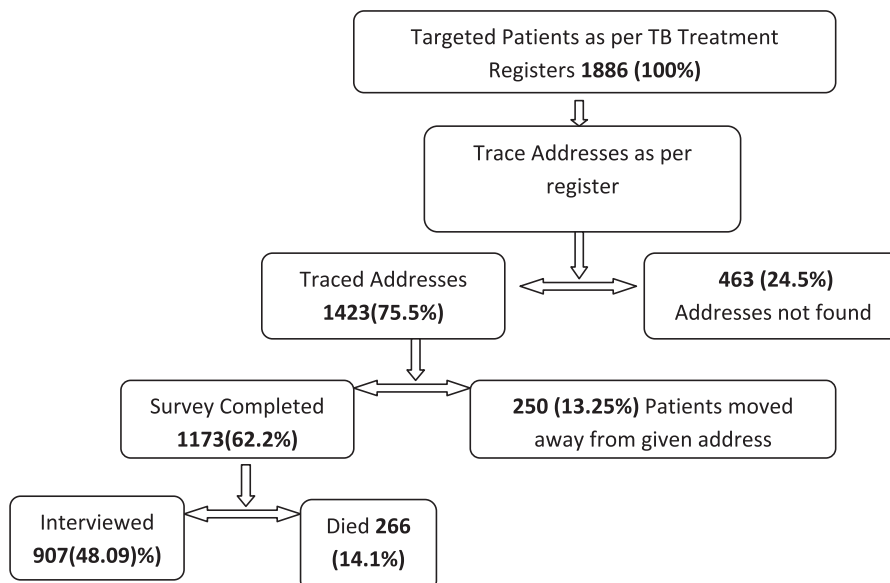 Targeted Patients as per TB Treatment
Registers 1886 (100%)
Trace Addresses as per
register
Traced Addresses
1423(75.5%)
463 (24.5%)
Addresses not found
Survey Completed
1173(62.2%)
250 (13.25%) Patients moved
away from given address
Interviewed
907(48.09)%)
Died 266
(14.1%)